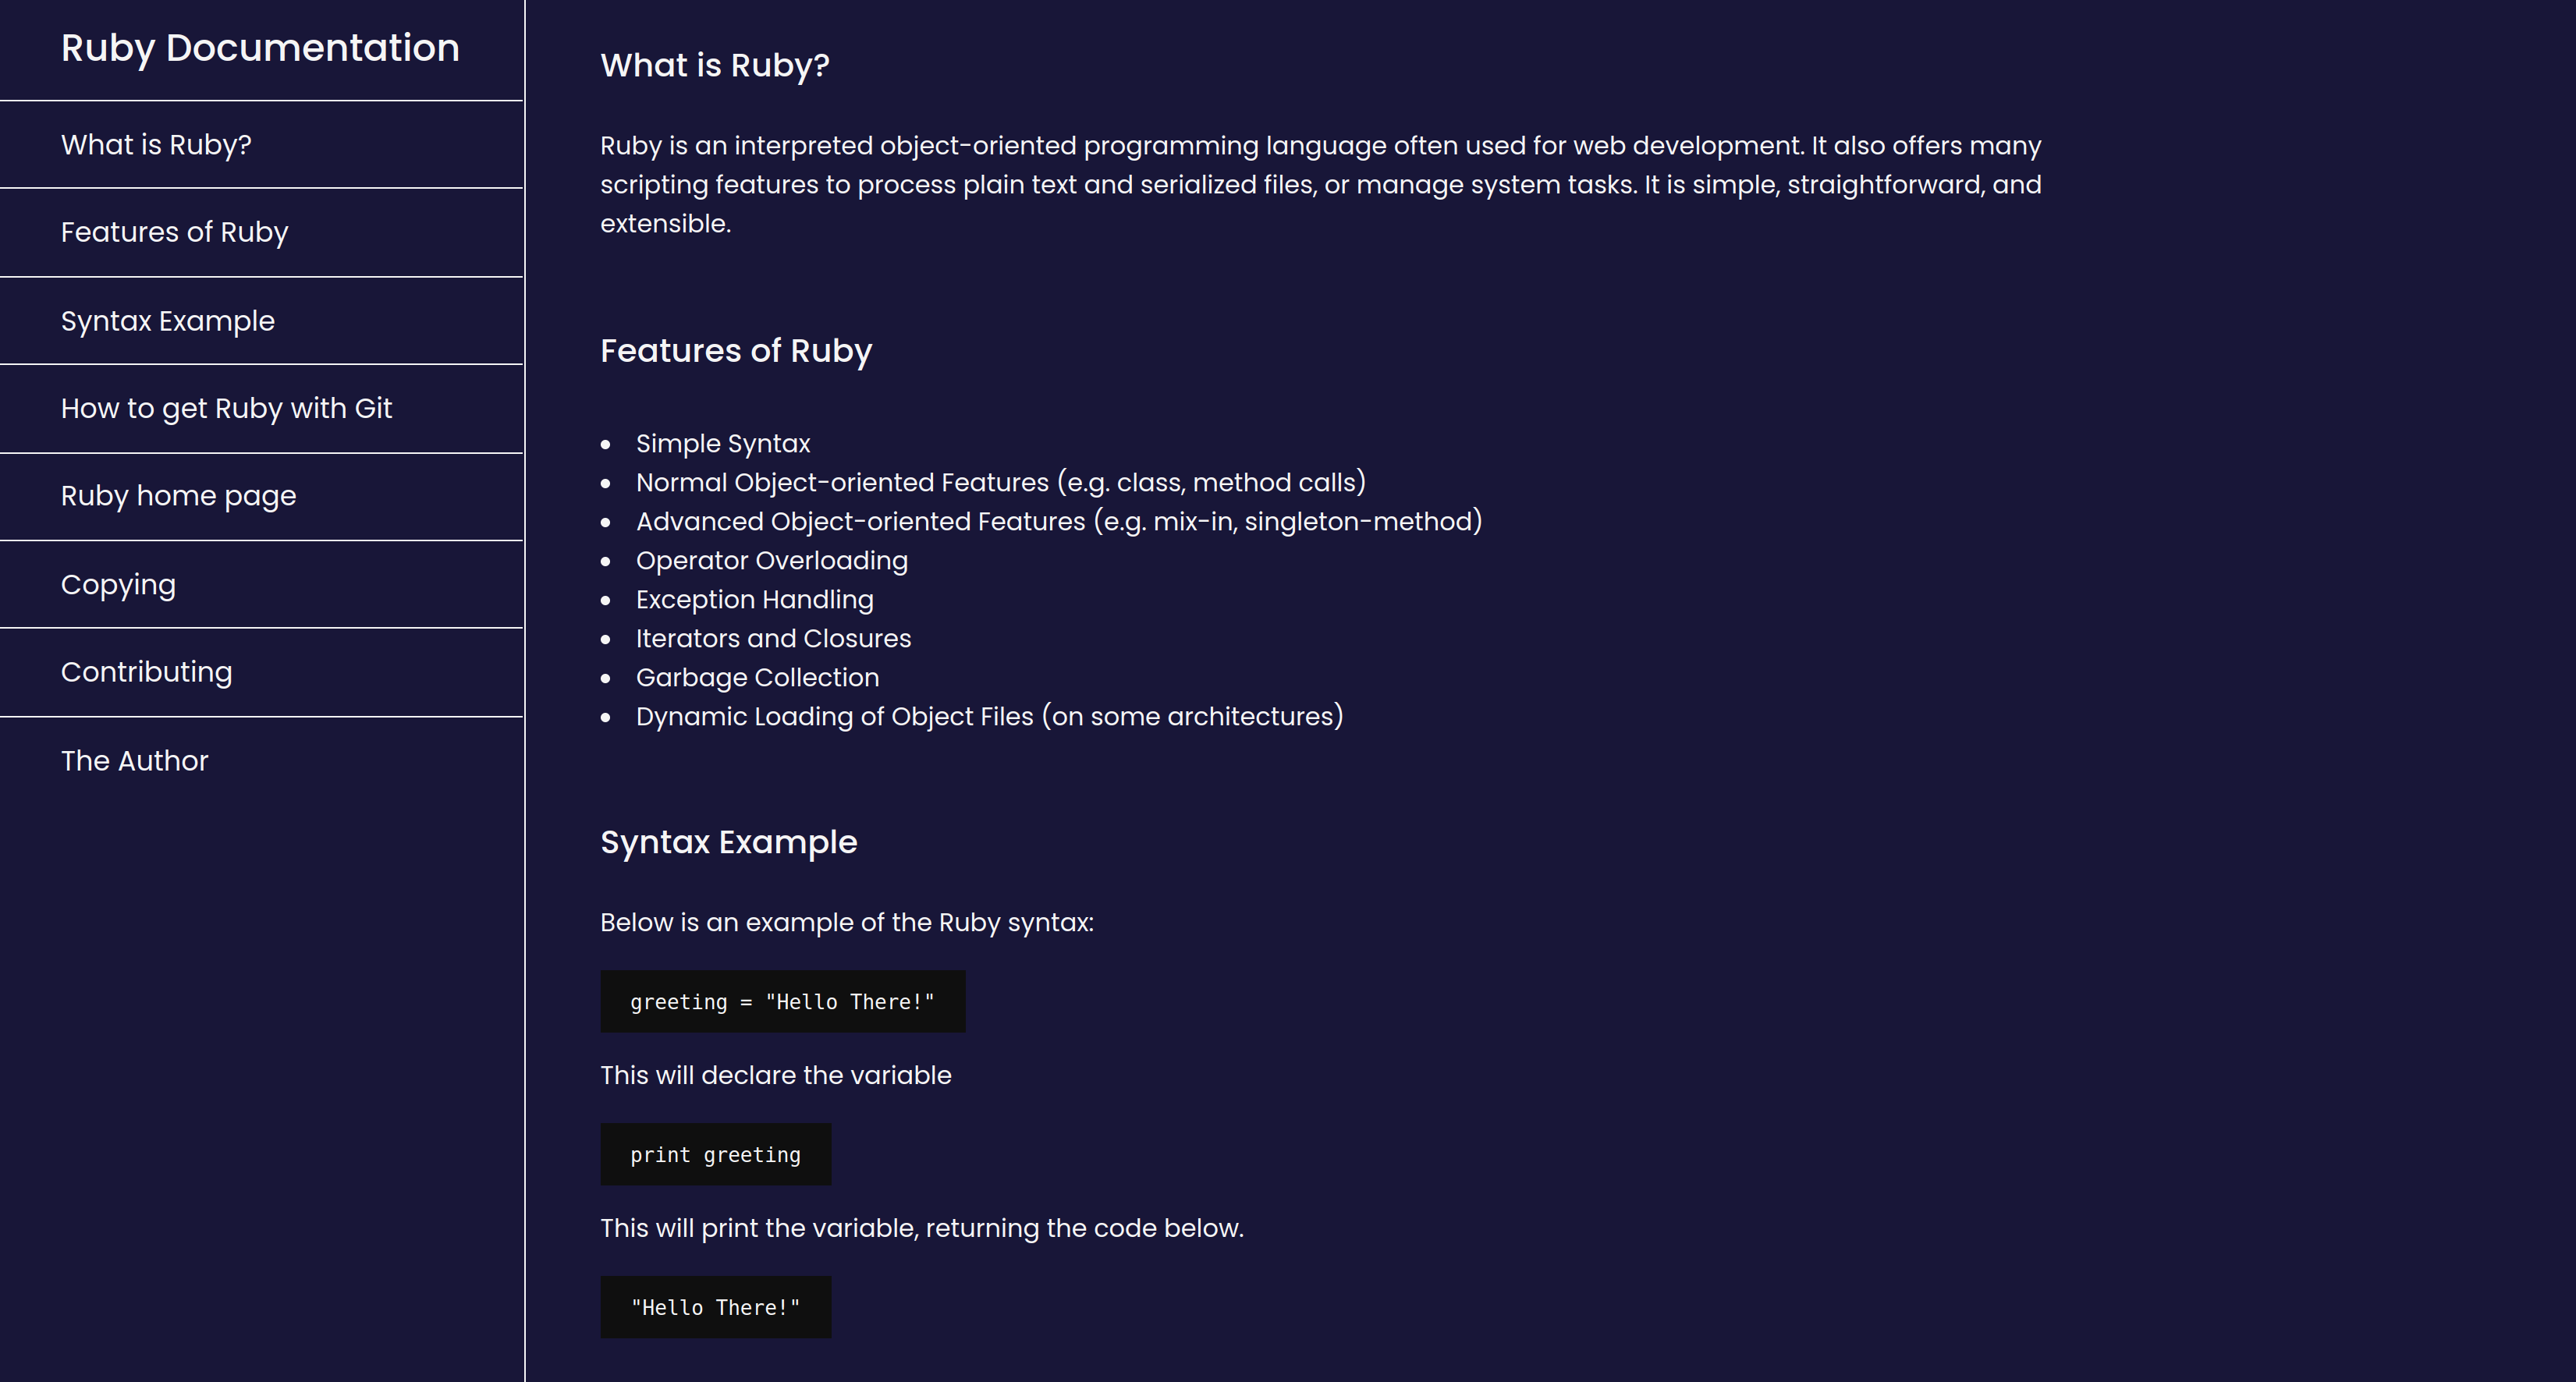 Ruby Documentation
What is Ruby?
Features of Ruby
Syntax Example
How to get Ruby with Git
Ruby home page
Copying
Contributing
The Author
What is Ruby?
Ruby is an interpreted object-oriented programming language often used for web development. It also offers many
scripting features to process plain text and serialized files, or manage system tasks. It is simple, straightforward, and
extensible.
Features of Ruby
Simple Syntax
Normal Object-oriented Features (e.g. class, method calls)
Advanced Object-oriented Features (e.g. mix-in, singleton-method)
Operator Overloading
Exception Handling
Iterators and Closures
Garbage Collection
Dynamic Loading of Object Files (on some architectures)
Syntax Example
Below is an example of the Ruby syntax:
greeting = "Hello There!"
This will declare the variable
print greeting
This will print the variable, returning the code below.
"Hello There!"